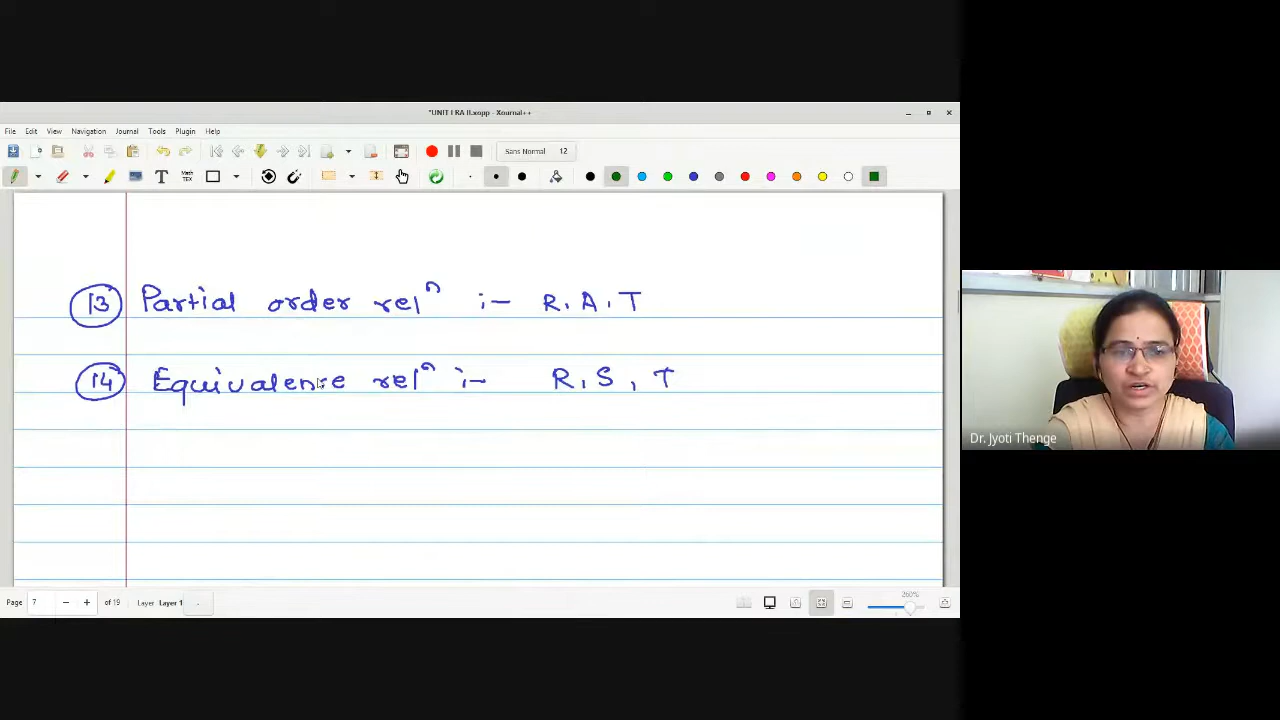 *UNIT I RA II.xopp - Xournal++
File Edit View Navigation Journal Tools Plugin Help
Sans Normal 12
13 Partial order relⁿ :- R, A, T
14 Equivalence relⁿ :- R, S, T
Dr. Jyoti Thenge
Page 7 of 19 Layer Layer 1
260%